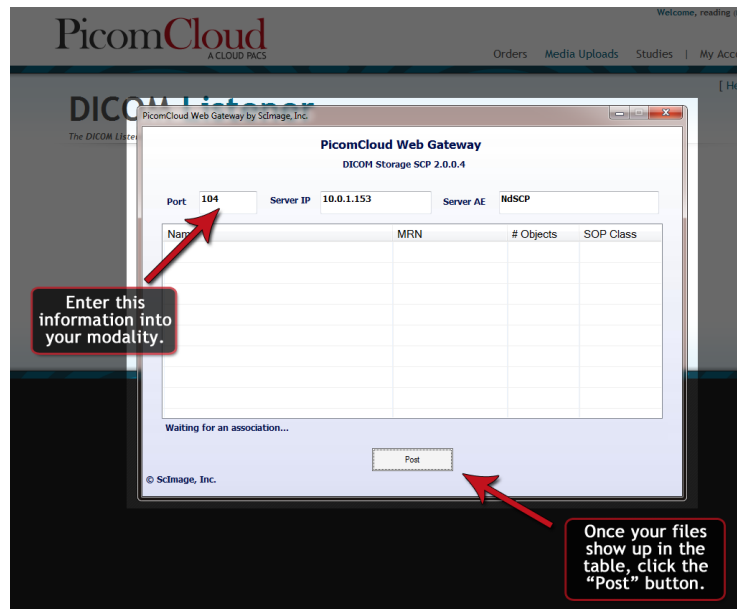 Welcome, reading
PicomCloud
A CLOUD PACS
Orders Media Uploads Studies | My Acc
[ He
DICOM Listener
The DICOM Liste
PicomCloud Web Gateway by ScImage, Inc.
PicomCloud Web Gateway
DICOM Storage SCP 2.0.0.4
Port 104 Server IP 10.0.1.153 Server AE NdSCP
Nam MRN # Objects SOP Class
Enter this
information into
your modality.
Waiting for an association...
Post
© ScImage, Inc.
Once your files
show up in the
table, click the
“Post” button.